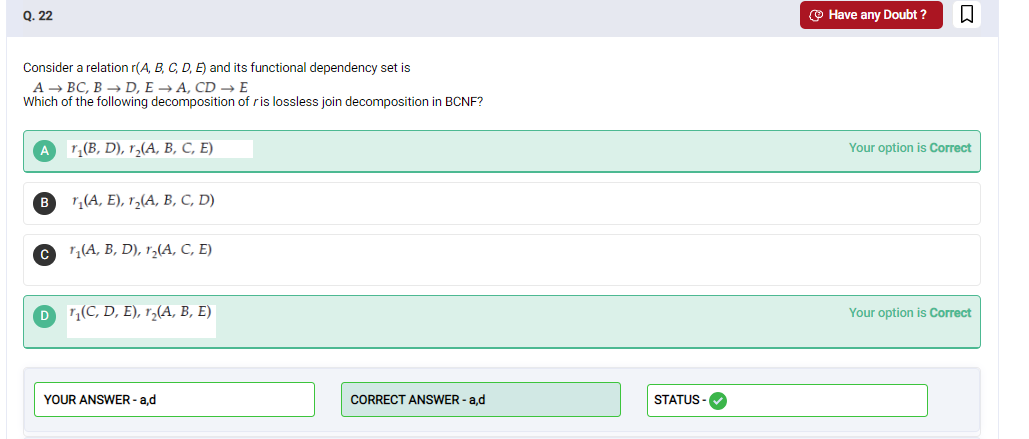 Q. 22
Have any Doubt ?
Consider a relation r(A, B, C, D, E) and its functional dependency set is
A → BC, B → D, E → A, CD → E
Which of the following decomposition of r is lossless join decomposition in BCNF?
A r₁(B, D), r₂(A, B, C, E) Your option is Correct
B r₁(A, E), r₂(A, B, C, D)
C r₁(A, B, D), r₂(A, C, E)
D r₁(C, D, E), r₂(A, B, E) Your option is Correct
YOUR ANSWER - a,d CORRECT ANSWER - a,d STATUS -